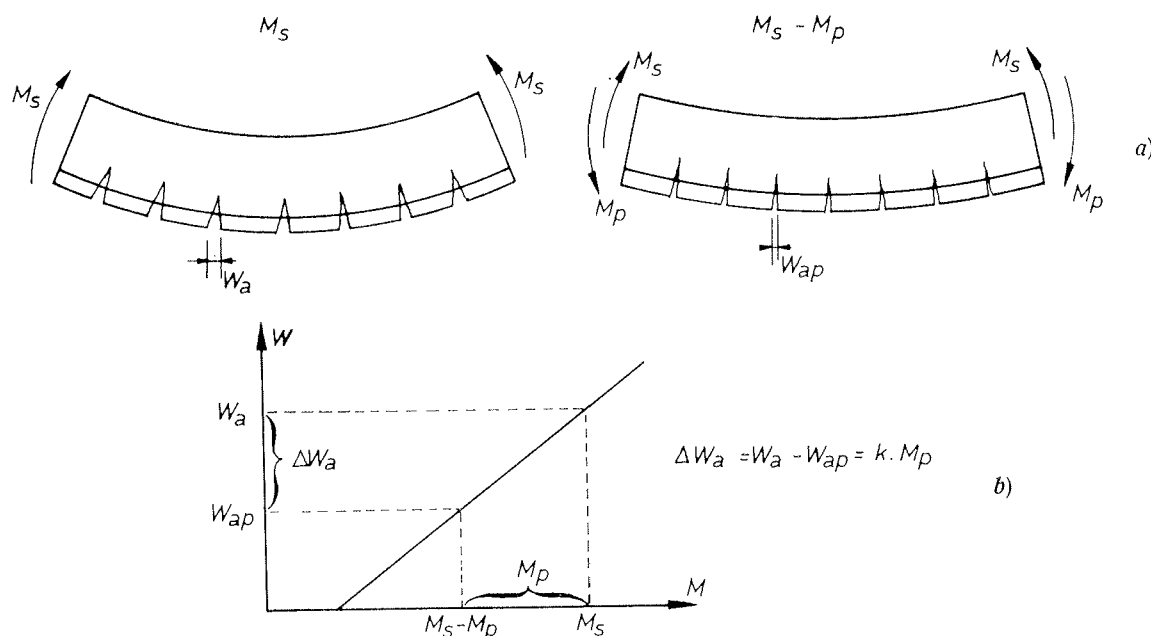 M_s
M_s - M_p
M_s
M_s
M_s
M_s
a)
M_p
M_p
W_a
W_ap
W
W_a
ΔW_a
ΔW_a = W_a - W_ap = k. M_p
W_ap
b)
M_p
M
M_s-M_p
M_s